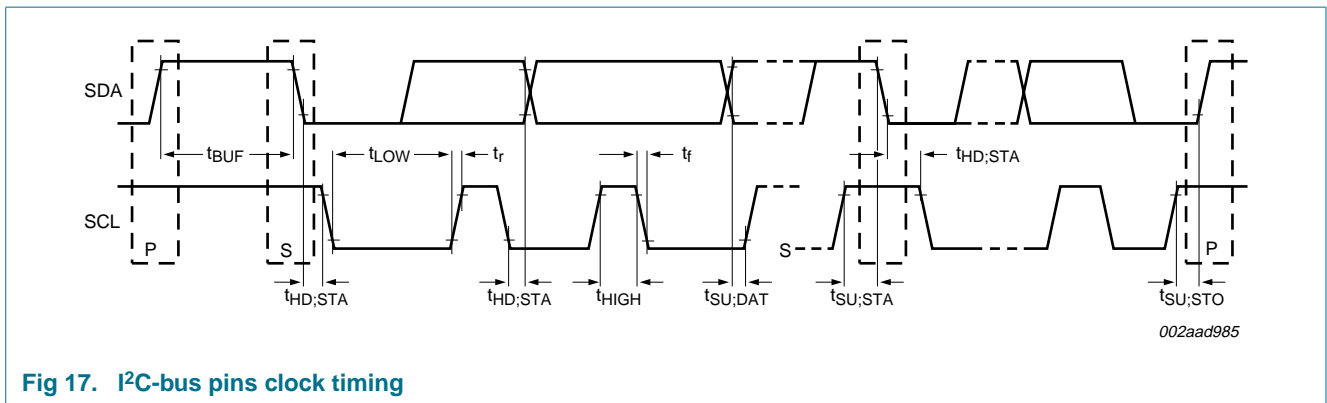 SDA
tBUF tLOW tr tf tHD;STA
SCL
P S S P
tHD;STA tHD;STA tHIGH tSU;DAT tSU;STA tSU;STO
002aad985
Fig 17. I²C-bus pins clock timing